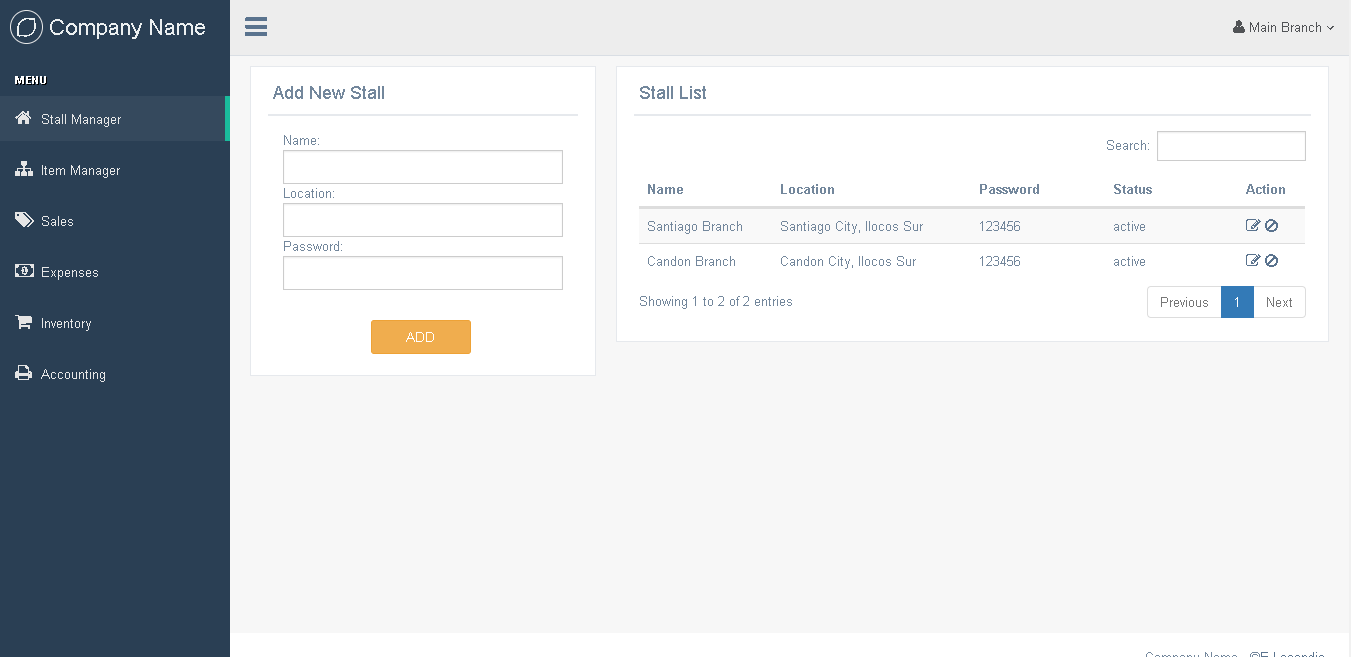 Company Name
Main Branch
MENU
Stall Manager
Item Manager
Sales
Expenses
Inventory
Accounting
Add New Stall
Name:
Location:
Password:
ADD
Stall List
Search:
Name Location Password Status Action
Santiago Branch Santiago City, Ilocos Sur 123456 active
Candon Branch Candon City, Ilocos Sur 123456 active
Showing 1 to 2 of 2 entries
Previous 1 Next
Company Name